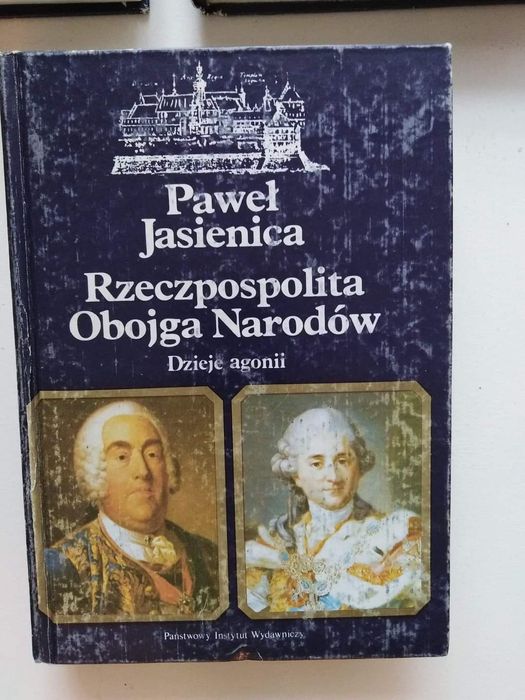 Paweł
Jasienica
Rzeczpospolita
Obojga Narodów
Dzieje agonii
Państwowy Instytut Wydawniczy